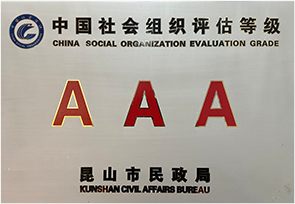 中国社会组织评估等级
CHINA SOCIAL ORGANIZATION EVALUATION GRADE
A A A
昆山市民政局
KUNSHAN CIVIL AFFAIRS BUREAU